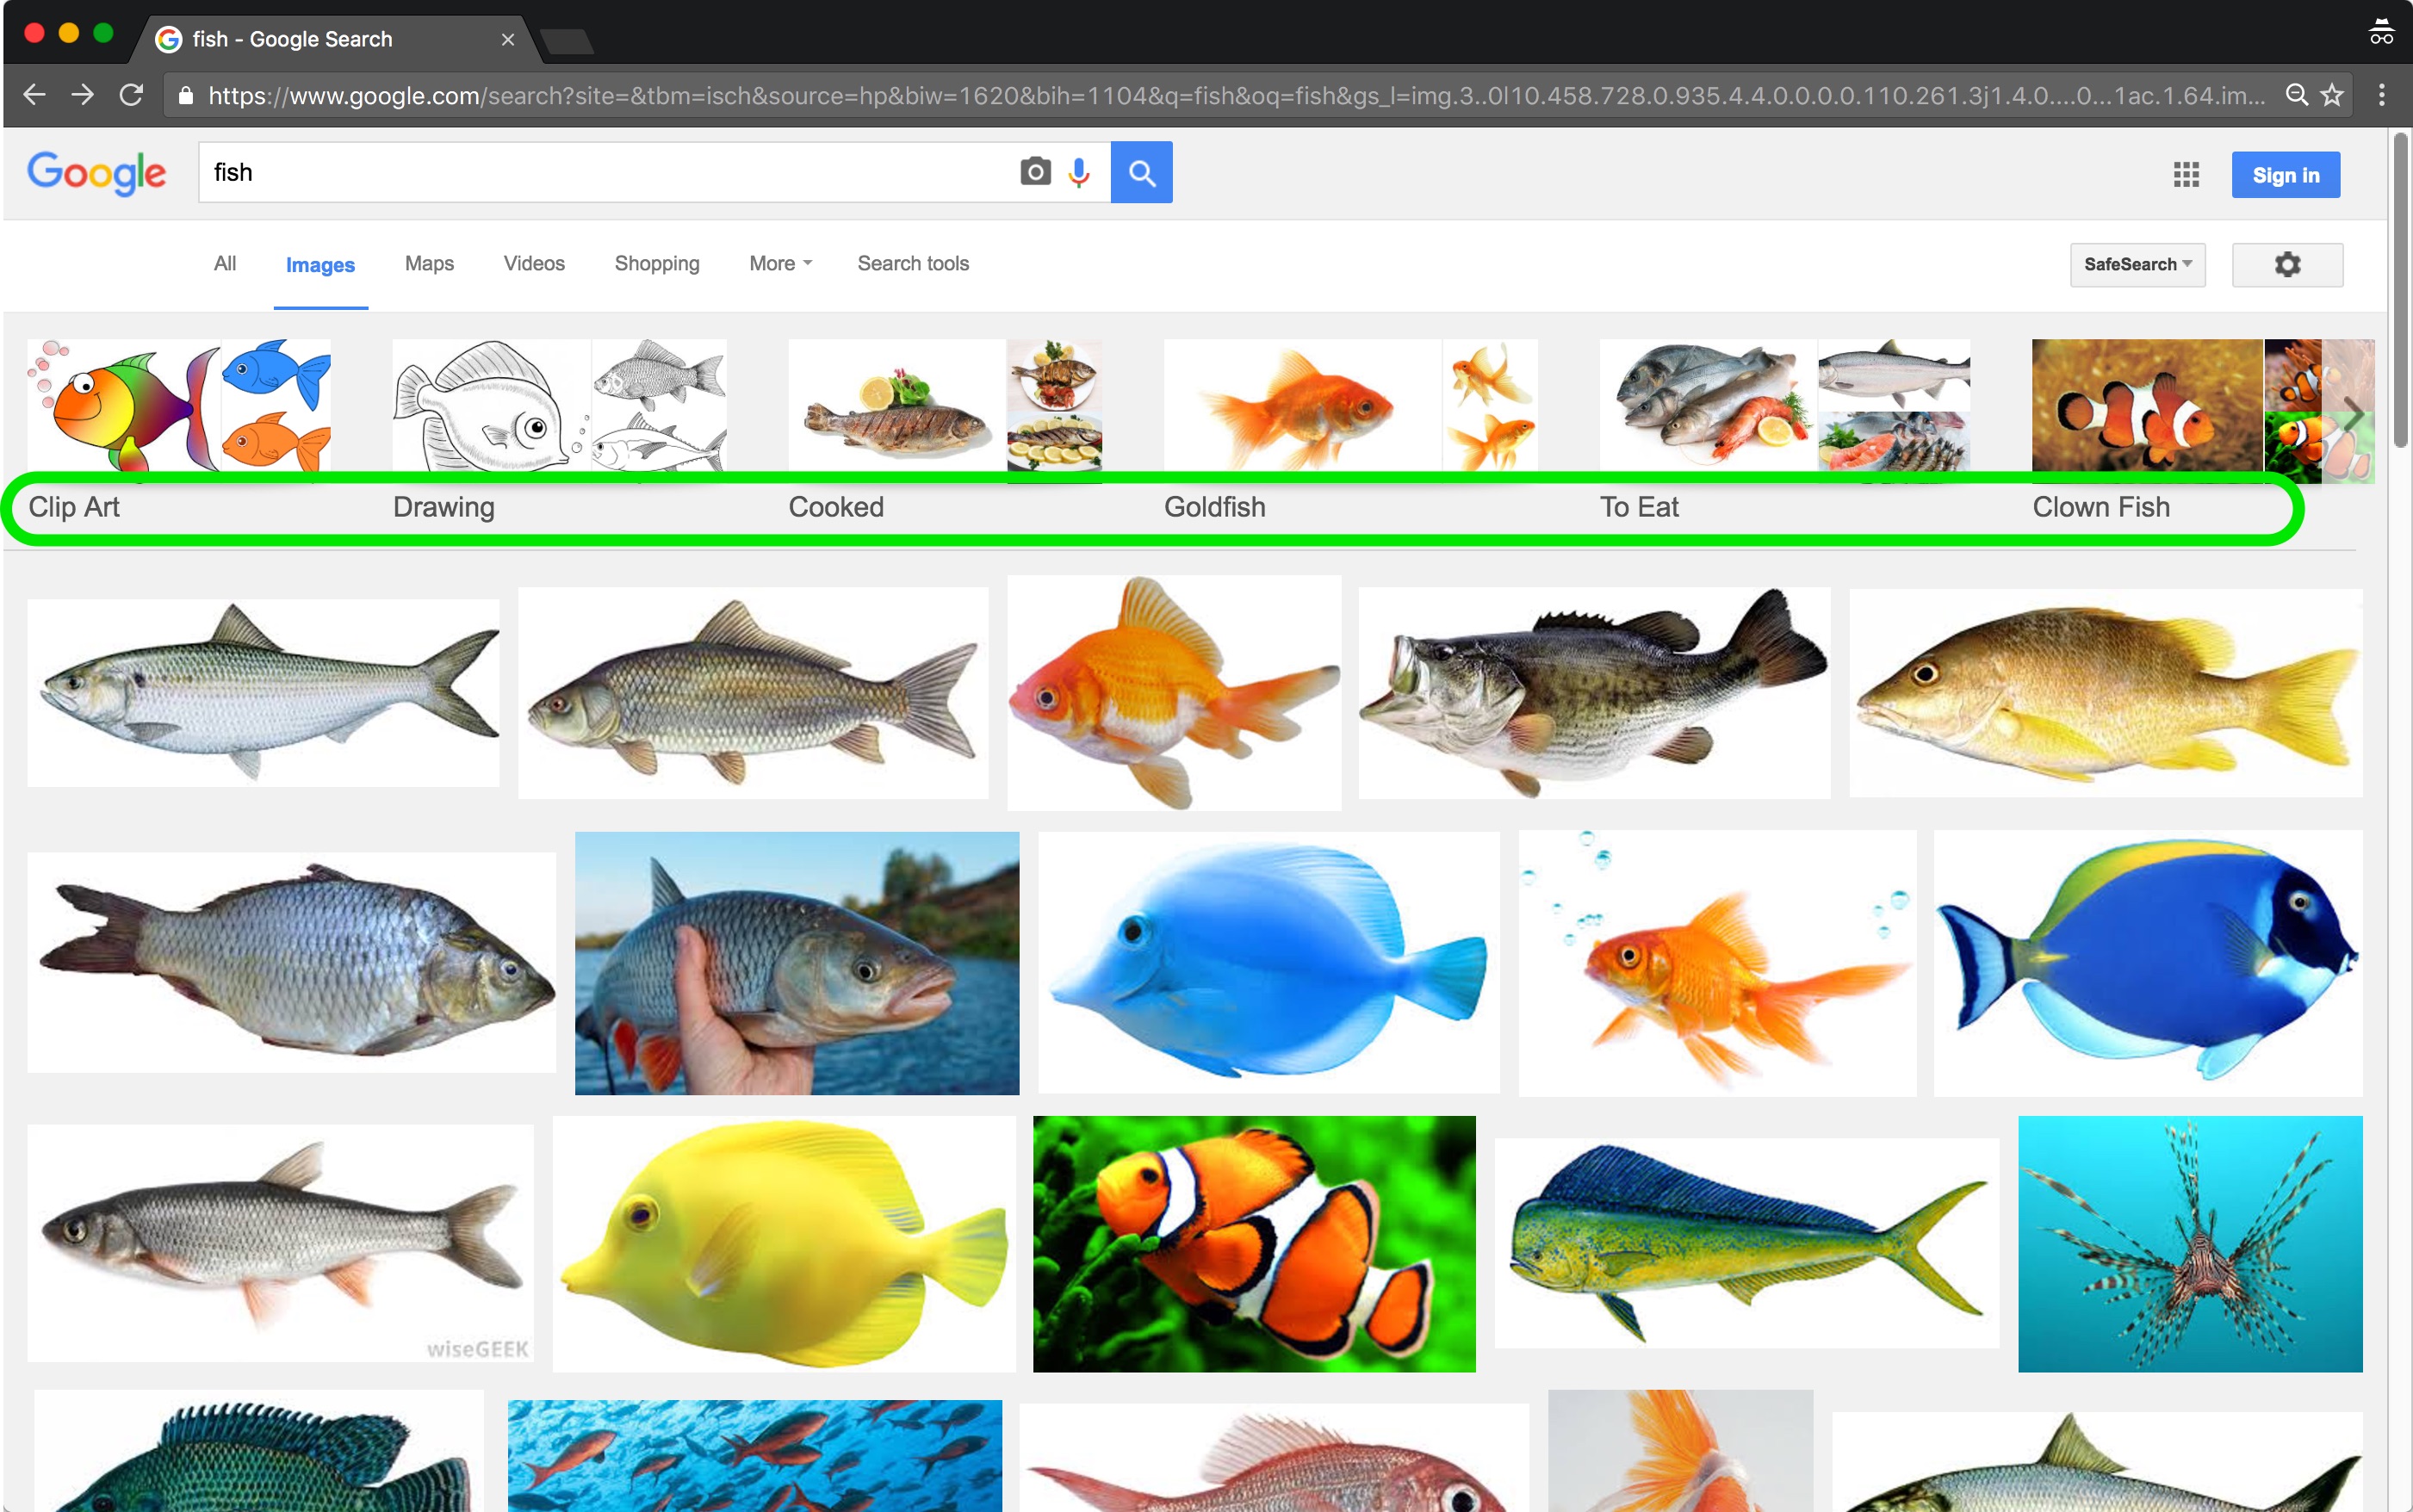 fish - Google Search
https://www.google.com/search?site=&tbm=isch&source=hp&biw=1620&bih=1104&q=fish&oq=fish&gs_l=img.3..0l10.458.728.0.935.4.4.0.0.0.0.110.261.3j1.4.0....0...1ac.1.64.im...
Google fish Sign in
All Images Maps Videos Shopping More Search tools SafeSearch
Clip Art Drawing Cooked Goldfish To Eat Clown Fish
wiseGEEK